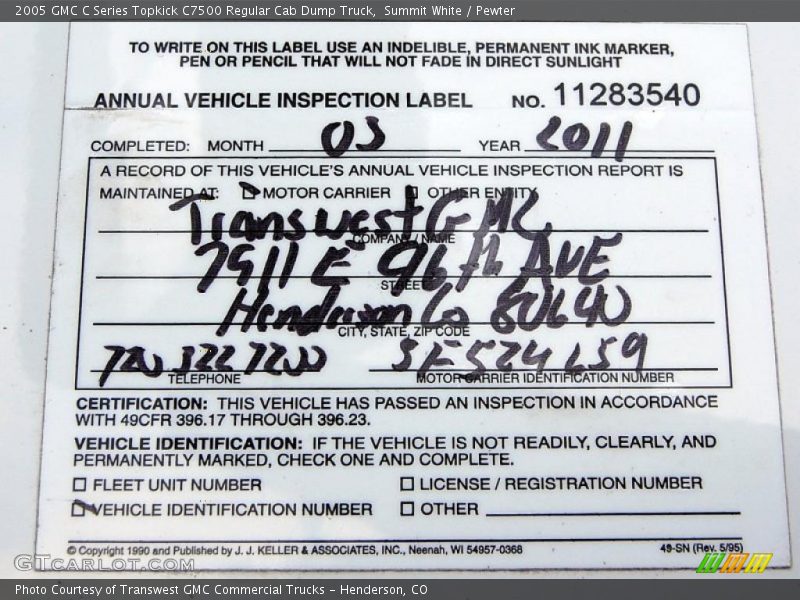 2005 GMC C Series Topkick C7500 Regular Cab Dump Truck, Summit White / Pewter
TO WRITE ON THIS LABEL USE AN INDELIBLE, PERMANENT INK MARKER,
PEN OR PENCIL THAT WILL NOT FADE IN DIRECT SUNLIGHT
ANNUAL VEHICLE INSPECTION LABEL NO. 11283540
COMPLETED: MONTH 03 YEAR 2011
A RECORD OF THIS VEHICLE'S ANNUAL VEHICLE INSPECTION REPORT IS
MAINTAINED AT: MOTOR CARRIER OTHER ENTITY
Transwest GMC
COMPANY / NAME
7911 E 96th AVE
STREET
Henderson Co 80640
CITY, STATE, ZIP CODE
720 322 7200
TELEPHONE MOTOR CARRIER IDENTIFICATION NUMBER
CERTIFICATION: THIS VEHICLE HAS PASSED AN INSPECTION IN ACCORDANCE
WITH 49CFR 396.17 THROUGH 396.23.
VEHICLE IDENTIFICATION: IF THE VEHICLE IS NOT READILY, CLEARLY, AND
PERMANENTLY MARKED, CHECK ONE AND COMPLETE.
FLEET UNIT NUMBER LICENSE / REGISTRATION NUMBER
VEHICLE IDENTIFICATION NUMBER OTHER
© Copyright 1990 and Published by J. J. KELLER & ASSOCIATES, INC., Neenah, WI 54957-0368 49-SN (Rev. 5/95)
GTCarLot.com
Photo Courtesy of Transwest GMC Commercial Trucks - Henderson, CO